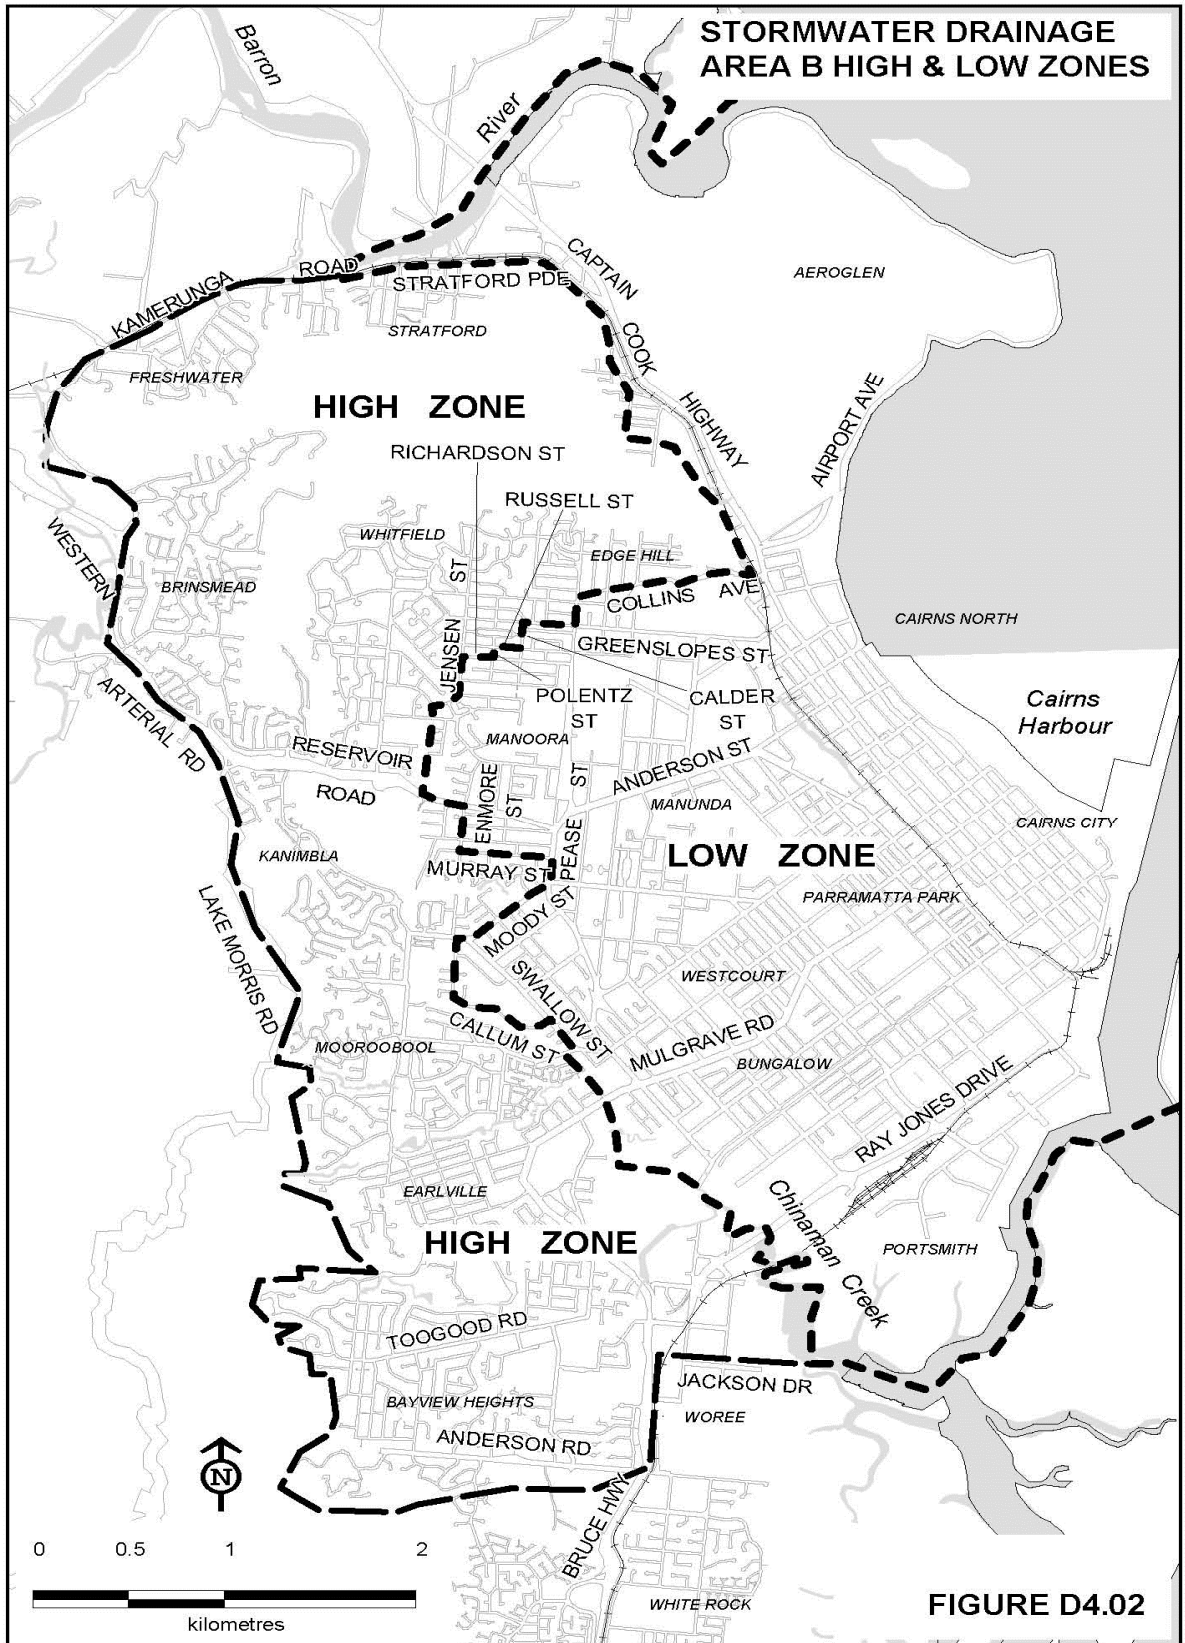 STORMWATER DRAINAGE
AREA B HIGH & LOW ZONES
Barron
River
CAPTAIN
COOK
HIGHWAY
AEROGLEN
KAMERUNGA
ROAD
STRATFORD PDE
STRATFORD
FRESHWATER
HIGH ZONE
AIRPORT AVE
RICHARDSON ST
RUSSELL ST
WHITFIELD
EDGE HILL
WESTERN
BRINSMEAD
JENSEN
ST
COLLINS AVE
CAIRNS NORTH
GREENSLOPES ST
POLENTZ
ST
CALDER
ST
Cairns
Harbour
ARTERIAL RD
RESERVOIR
ROAD
MANOORA
ANDERSON ST
ENMORE
ST
PEASE
ST
MANUNDA
CAIRNS CITY
KANIMBLA
LOW ZONE
MURRAY ST
PARRAMATTA PARK
LAKE MORRIS RD
MOODY ST
SWALLOW ST
WESTCOURT
CALLUM ST
MOOROOBOOL
MULGRAVE RD
BUNGALOW
RAY JONES DRIVE
EARLVILLE
HIGH ZONE
Chinaman Creek
PORTSMITH
TOOGOOD RD
JACKSON DR
BAYVIEW HEIGHTS
WOREE
ANDERSON RD
N
BRUCE HWY
0 0.5 1 2
kilometres
WHITE ROCK
FIGURE D4.02